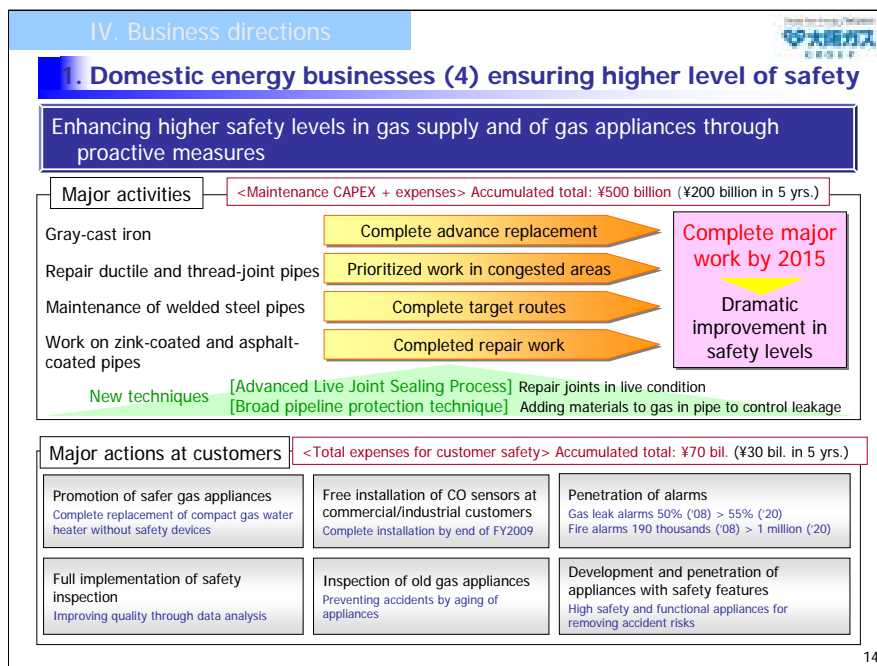 IV. Business directions
大阪ガス
GROUP
1. Domestic energy businesses (4) ensuring higher level of safety
Enhancing higher safety levels in gas supply and of gas appliances through
proactive measures
Major activities
<Maintenance CAPEX + expenses> Accumulated total: ¥500 billion (¥200 billion in 5 yrs.)
Gray-cast iron
Complete advance replacement
Repair ductile and thread-joint pipes
Prioritized work in congested areas
Maintenance of welded steel pipes
Complete target routes
Work on zink-coated and asphalt-
coated pipes
Completed repair work
Complete major
work by 2015
Dramatic
improvement in
safety levels
New techniques
[Advanced Live Joint Sealing Process] Repair joints in live condition
[Broad pipeline protection technique] Adding materials to gas in pipe to control leakage
Major actions at customers
<Total expenses for customer safety> Accumulated total: ¥70 bil. (¥30 bil. in 5 yrs.)
Promotion of safer gas appliances
Complete replacement of compact gas water
heater without safety devices
Free installation of CO sensors at
commercial/industrial customers
Complete installation by end of FY2009
Penetration of alarms
Gas leak alarms 50% ('08) > 55% ('20)
Fire alarms 190 thousands ('08) > 1 million ('20)
Full implementation of safety
inspection
Improving quality through data analysis
Inspection of old gas appliances
Preventing accidents by aging of
appliances
Development and penetration of
appliances with safety features
High safety and functional appliances for
removing accident risks
14